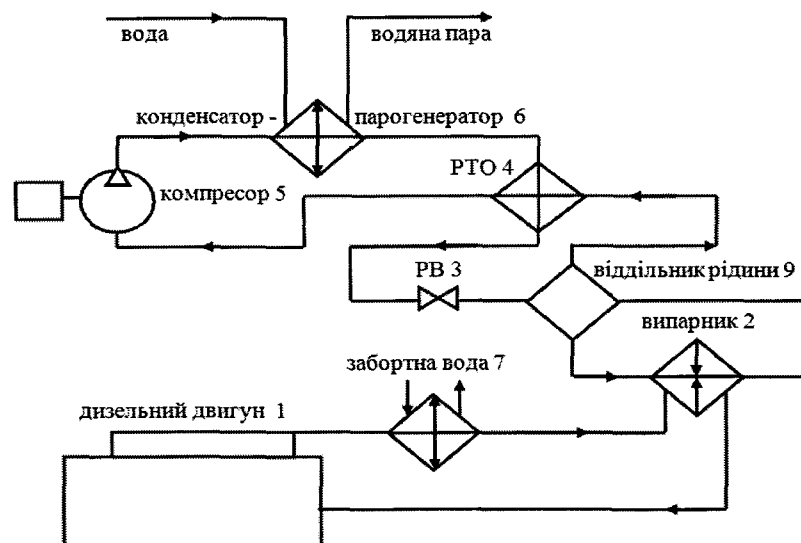 вода
водяна пара
конденсатор -
парогенератор 6
РТО 4
компресор 5
РВ 3
віддільник рідини 9
випарник 2
забортна вода 7
дизельний двигун 1